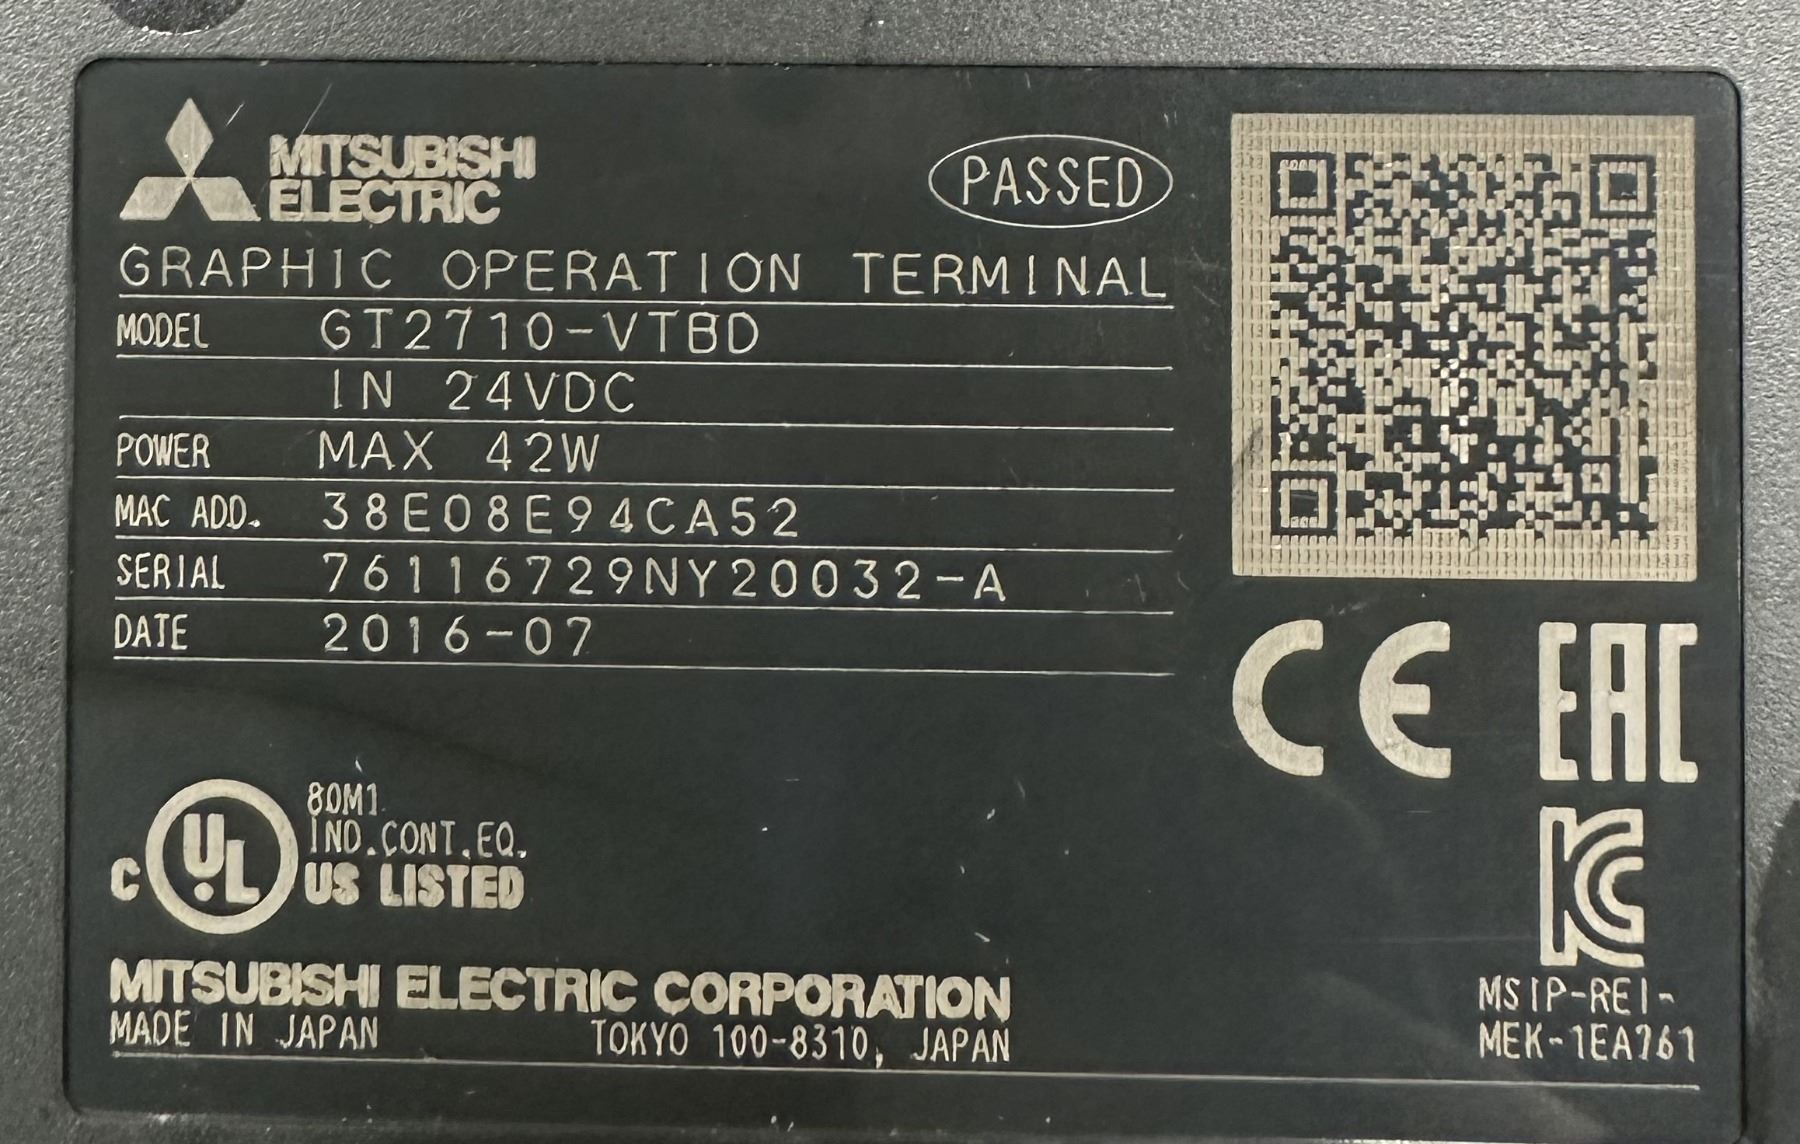 MITSUBISHI
ELECTRIC
PASSED
GRAPHIC OPERATION TERMINAL
MODEL GT2710-VTBD
IN 24VDC
POWER MAX 42W
MAC ADD. 38E08E94CA52
SERIAL 76116729NY20032-A
DATE 2016-07
CE EAC
80M1
IND.CONT.EQ.
C UL US LISTED
KC
MITSUBISHI ELECTRIC CORPORATION
MADE IN JAPAN TOKYO 100-8310, JAPAN
MSIP-REI-
MEK-1EA761